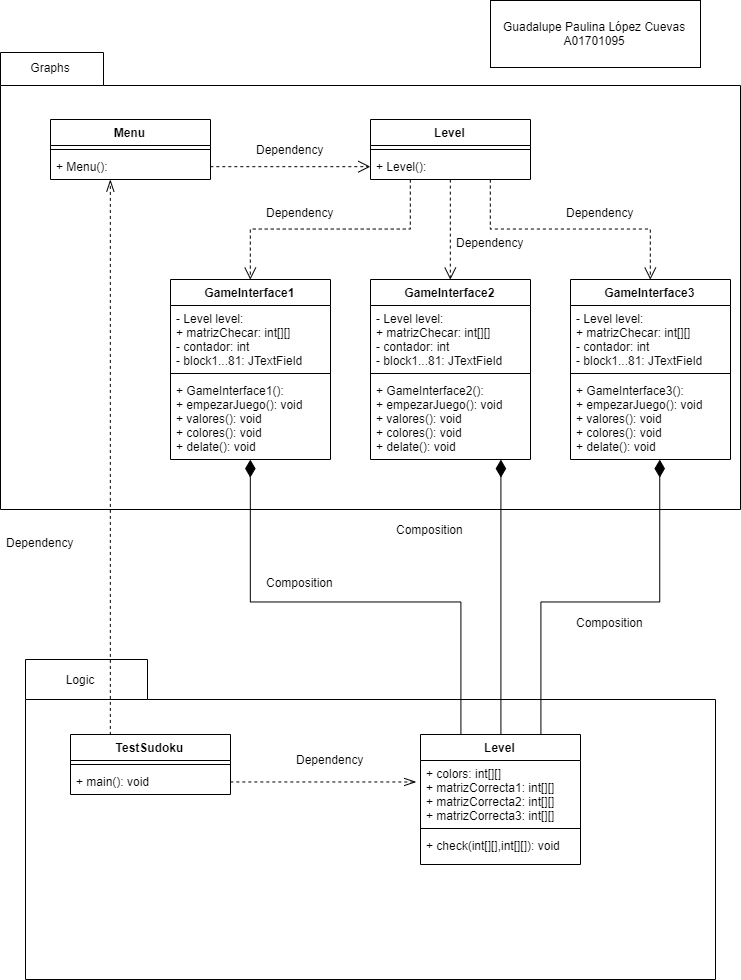 Guadalupe Paulina López Cuevas
A01701095
Graphs
Menu
+ Menu():
Dependency
Level
+ Level():
Dependency
Dependency
Dependency
GameInterface1
- Level level:
+ matrizChecar: int[][]
- contador: int
- block1...81: JTextField
+ GameInterface1():
+ empezarJuego(): void
+ valores(): void
+ colores(): void
+ delate(): void
GameInterface2
- Level level:
+ matrizChecar: int[][]
- contador: int
- block1...81: JTextField
+ GameInterface2():
+ empezarJuego(): void
+ valores(): void
+ colores(): void
+ delate(): void
GameInterface3
- Level level:
+ matrizChecar: int[][]
- contador: int
- block1...81: JTextField
+ GameInterface3():
+ empezarJuego(): void
+ valores(): void
+ colores(): void
+ delate(): void
Composition
Dependency
Composition
Composition
Logic
TestSudoku
+ main(): void
Dependency
Level
+ colors: int[][]
+ matrizCorrecta1: int[][]
+ matrizCorrecta2: int[][]
+ matrizCorrecta3: int[][]
+ check(int[][],int[][]): void